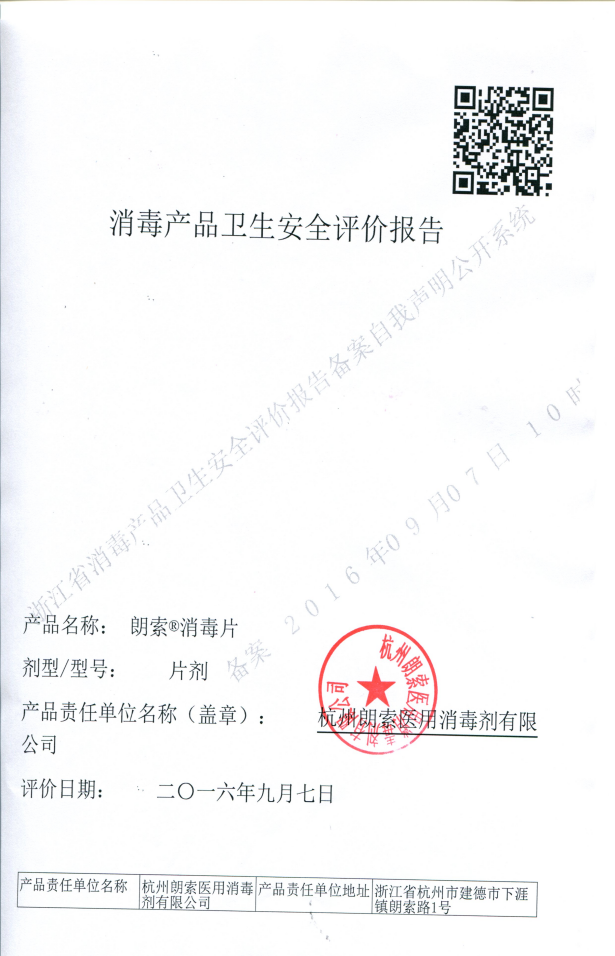 消毒产品卫生安全评价报告
浙江省消毒产品卫生安全评价报告备案自我声明公开系统
备案 2016年09月07日 10时
产品名称： 朗索®消毒片
剂型/型号： 片剂
产品责任单位名称（盖章）： 杭州朗索医用消毒剂有限
公司
杭州朗索医用消毒剂有限公司
评价日期： 二〇一六年九月七日
产品责任单位名称 杭州朗索医用消毒剂有限公司 产品责任单位地址 浙江省杭州市建德市下涯镇朗索路1号